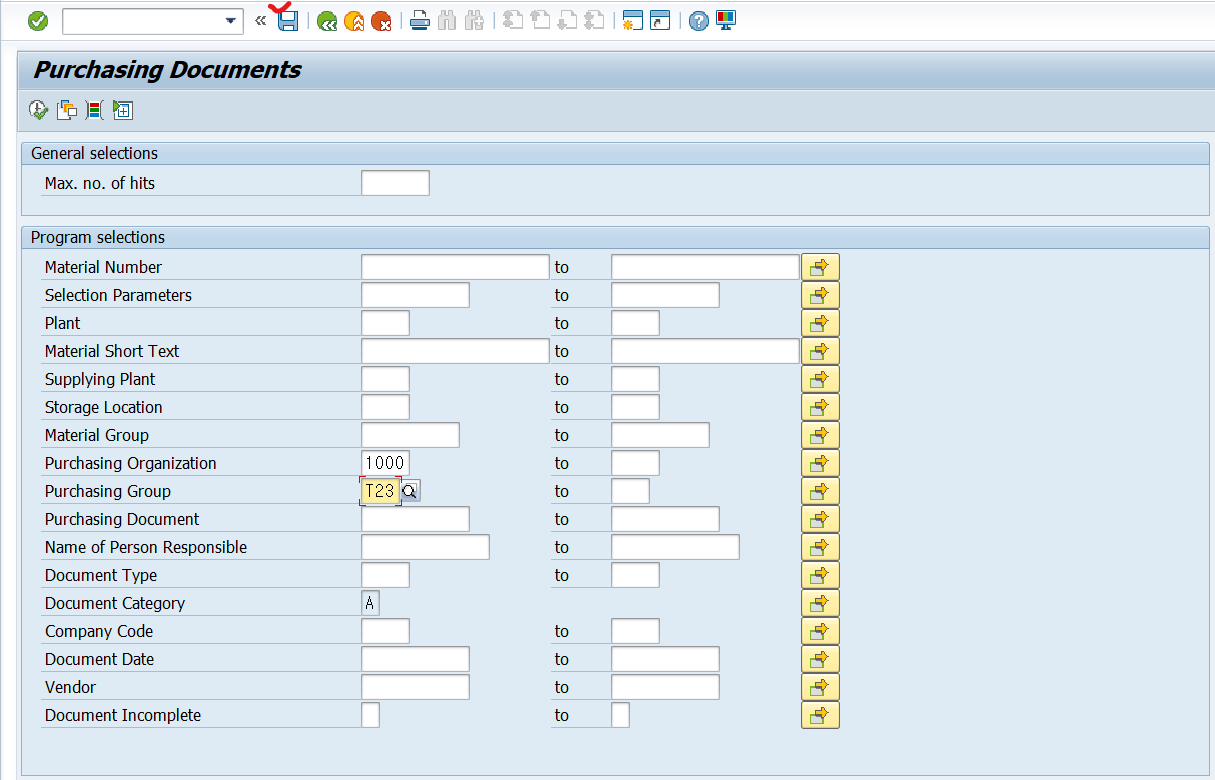 Purchasing Documents
General selections
Max. no. of hits
Program selections
Material Number to
Selection Parameters to
Plant to
Material Short Text to
Supplying Plant to
Storage Location to
Material Group to
Purchasing Organization 1000 to
Purchasing Group T23 to
Purchasing Document to
Name of Person Responsible to
Document Type to
Document Category A
Company Code to
Document Date to
Vendor to
Document Incomplete to